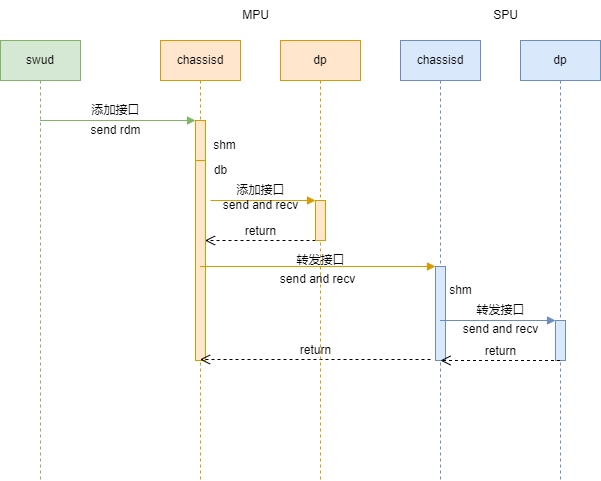 MPU
SPU
swud
chassisd
dp
chassisd
dp
添加接口
send rdm
shm
db
添加接口
send and recv
return
转发接口
send and recv
shm
转发接口
send and recv
return
return